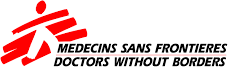 MEDECINS SANS FRONTIERES
DOCTORS WITHOUT BORDERS